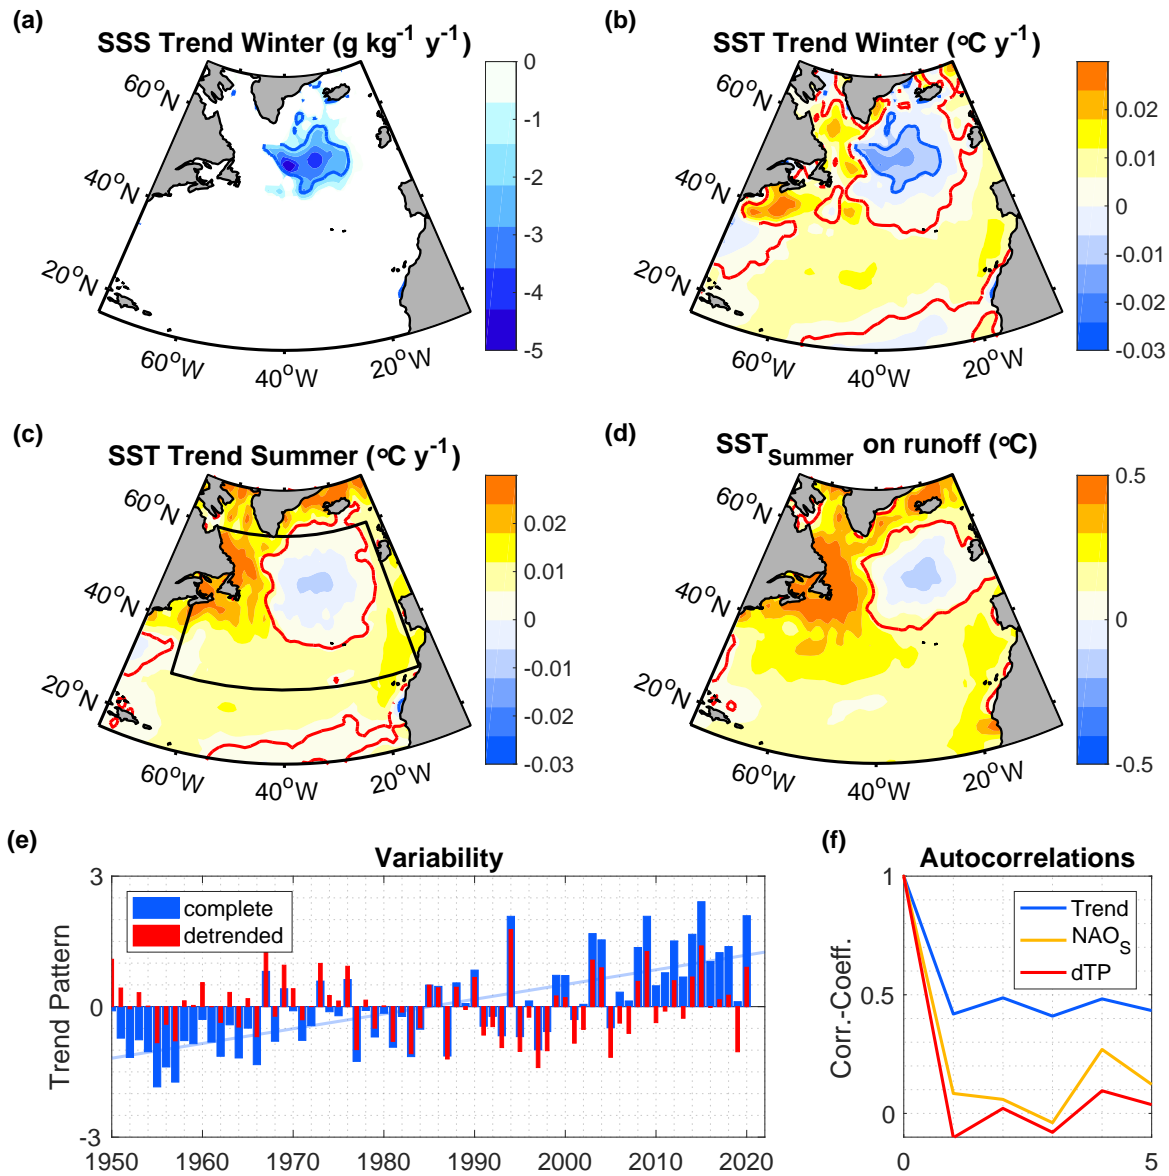 (a)
SSS Trend Winter (g kg⁻¹ y⁻¹)
60°N
40°N
20°N
60°W
40°W
20°W
0
-1
-2
-3
-4
-5
(b)
SST Trend Winter (°C y⁻¹)
60°N
40°N
20°N
60°W
40°W
20°W
0.02
0.01
0
-0.01
-0.02
-0.03
(c)
SST Trend Summer (°C y⁻¹)
60°N
40°N
20°N
60°W
40°W
20°W
0.02
0.01
0
-0.01
-0.02
-0.03
(d)
SST_Summer on runoff (°C)
60°N
40°N
20°N
60°W
40°W
20°W
0.5
0
-0.5
(e)
Variability
Trend Pattern
3
0
-3
complete
detrended
1950 1960 1970 1980 1990 2000 2010 2020
(f)
Autocorrelations
Corr.-Coeff.
1
0.5
0
Trend
NAO_S
dTP
0 5